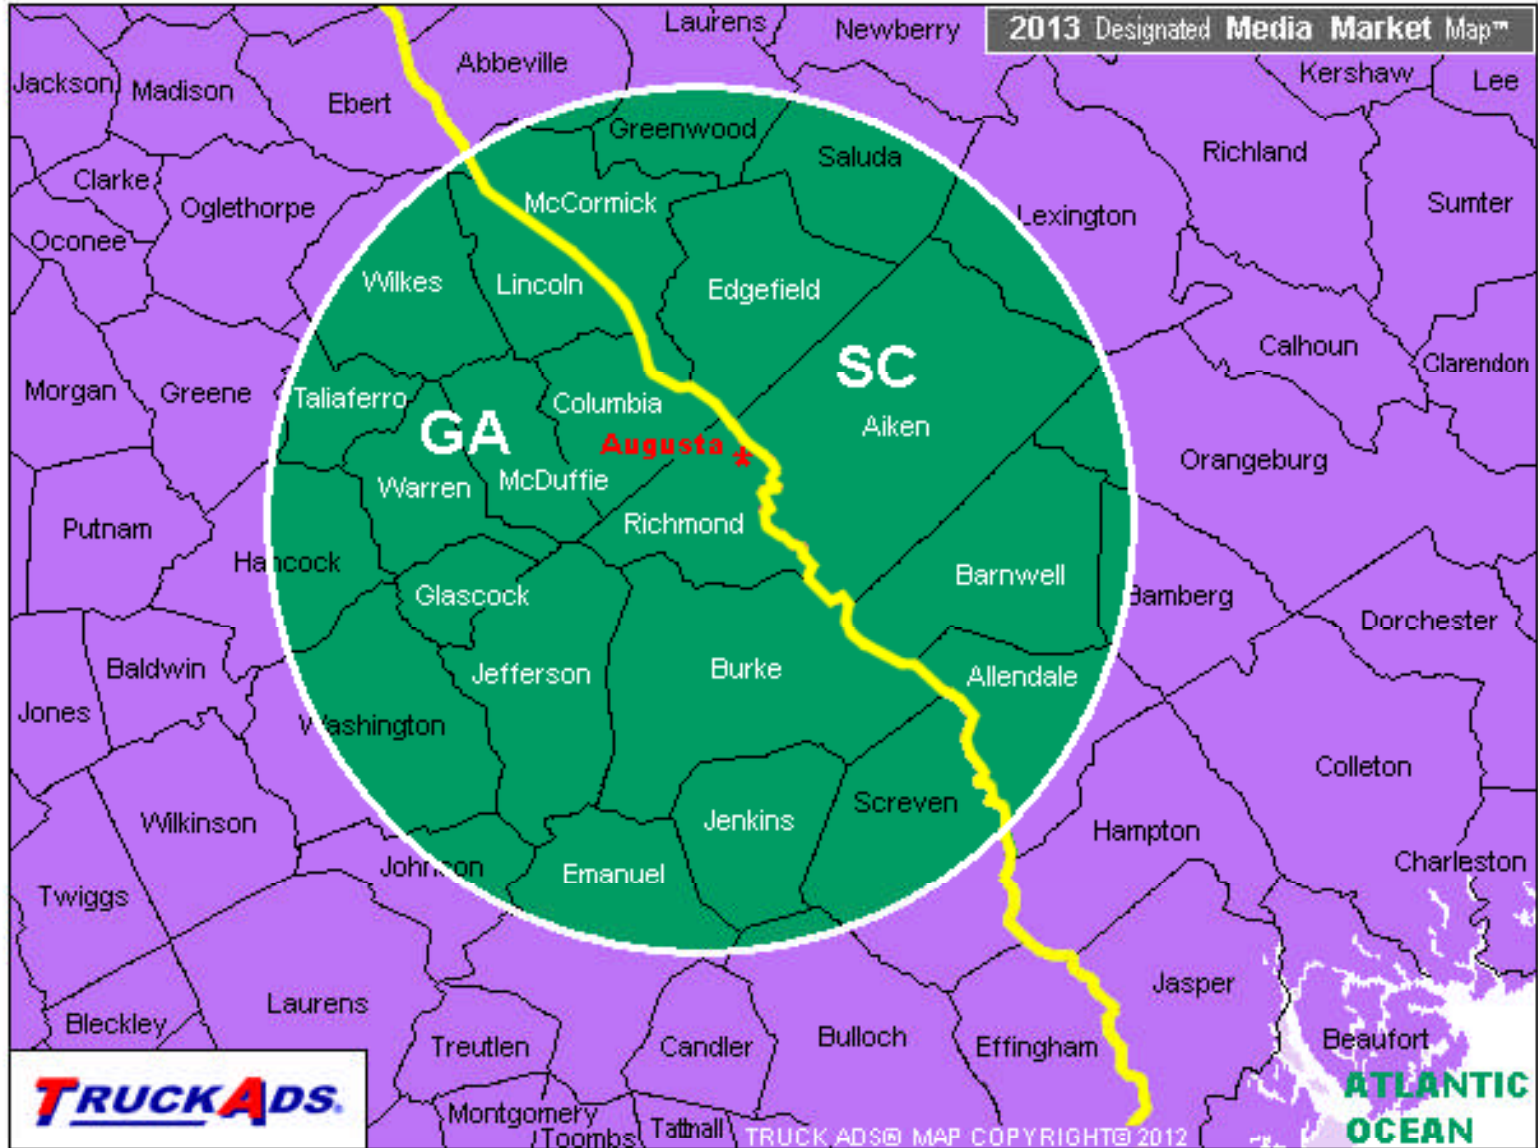 2013 Designated Media Market Map™
Laurens
Newberry
Abbeville
Kershaw
Lee
Jackson
Madison
Ebert
Greenwood
Saluda
Richland
Clarke
Oglethorpe
McCormick
Lexington
Sumter
Oconee
Wilkes
Lincoln
Edgefield
SC
Calhoun
Clarendon
Morgan
Greene
Taliaferro
GA
Columbia
Aiken
Augusta *
Orangeburg
Warren
McDuffie
Putnam
Richmond
Hancock
Glascock
Barnwell
Bamberg
Dorchester
Baldwin
Jefferson
Burke
Allendale
Jones
Washington
Colleton
Wilkinson
Jenkins
Screven
Hampton
Johnson
Emanuel
Charleston
Twiggs
Laurens
Jasper
Bleckley
Treutlen
Candler
Bulloch
Effingham
Beaufort
TRUCKADS®
ATLANTIC
OCEAN
Montgomery
Toombs
Tattnall
TRUCK ADS® MAP COPYRIGHT© 2012